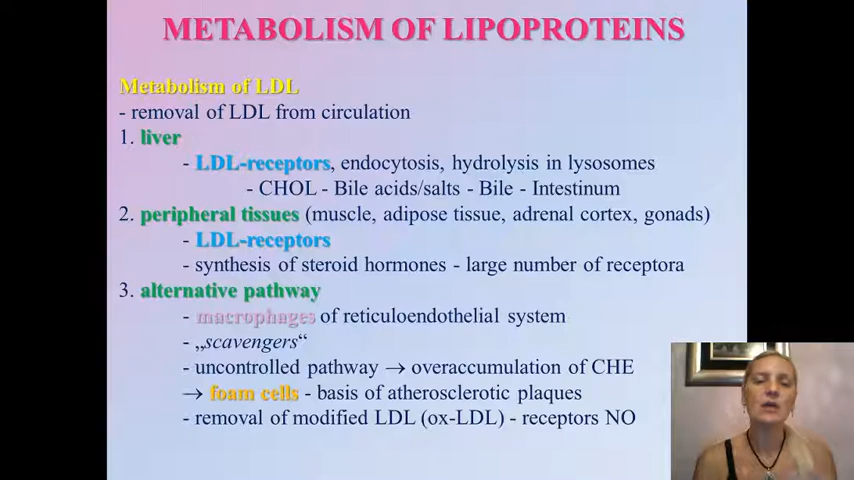 METABOLISM OF LIPOPROTEINS
Metabolism of LDL
- removal of LDL from circulation
1. liver
- LDL-receptors, endocytosis, hydrolysis in lysosomes
- CHOL - Bile acids/salts - Bile - Intestinum
2. peripheral tissues (muscle, adipose tissue, adrenal cortex, gonads)
- LDL-receptors
- synthesis of steroid hormones - large number of receptora
3. alternative pathway
- macrophages of reticuloendothelial system
- „scavengers“
- uncontrolled pathway → overaccumulation of CHE
→ foam cells - basis of atherosclerotic plaques
- removal of modified LDL (ox-LDL) - receptors NO